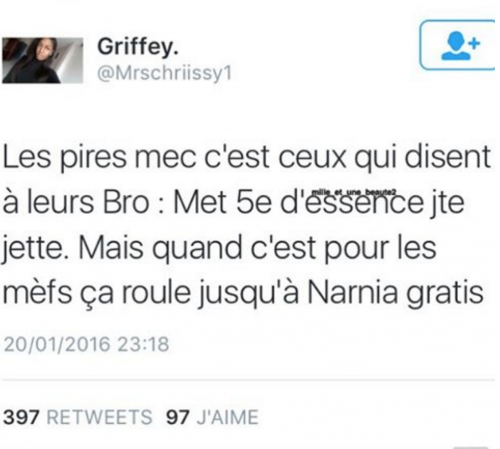 Griffey.
@Mrschriissy1
Les pires mec c'est ceux qui disent
à leurs Bro : Met 5e d'essence jte
mille_et_une_beaute2
jette. Mais quand c'est pour les
mèfs ça roule jusqu'à Narnia gratis
20/01/2016 23:18
397 RETWEETS 97 J'AIME